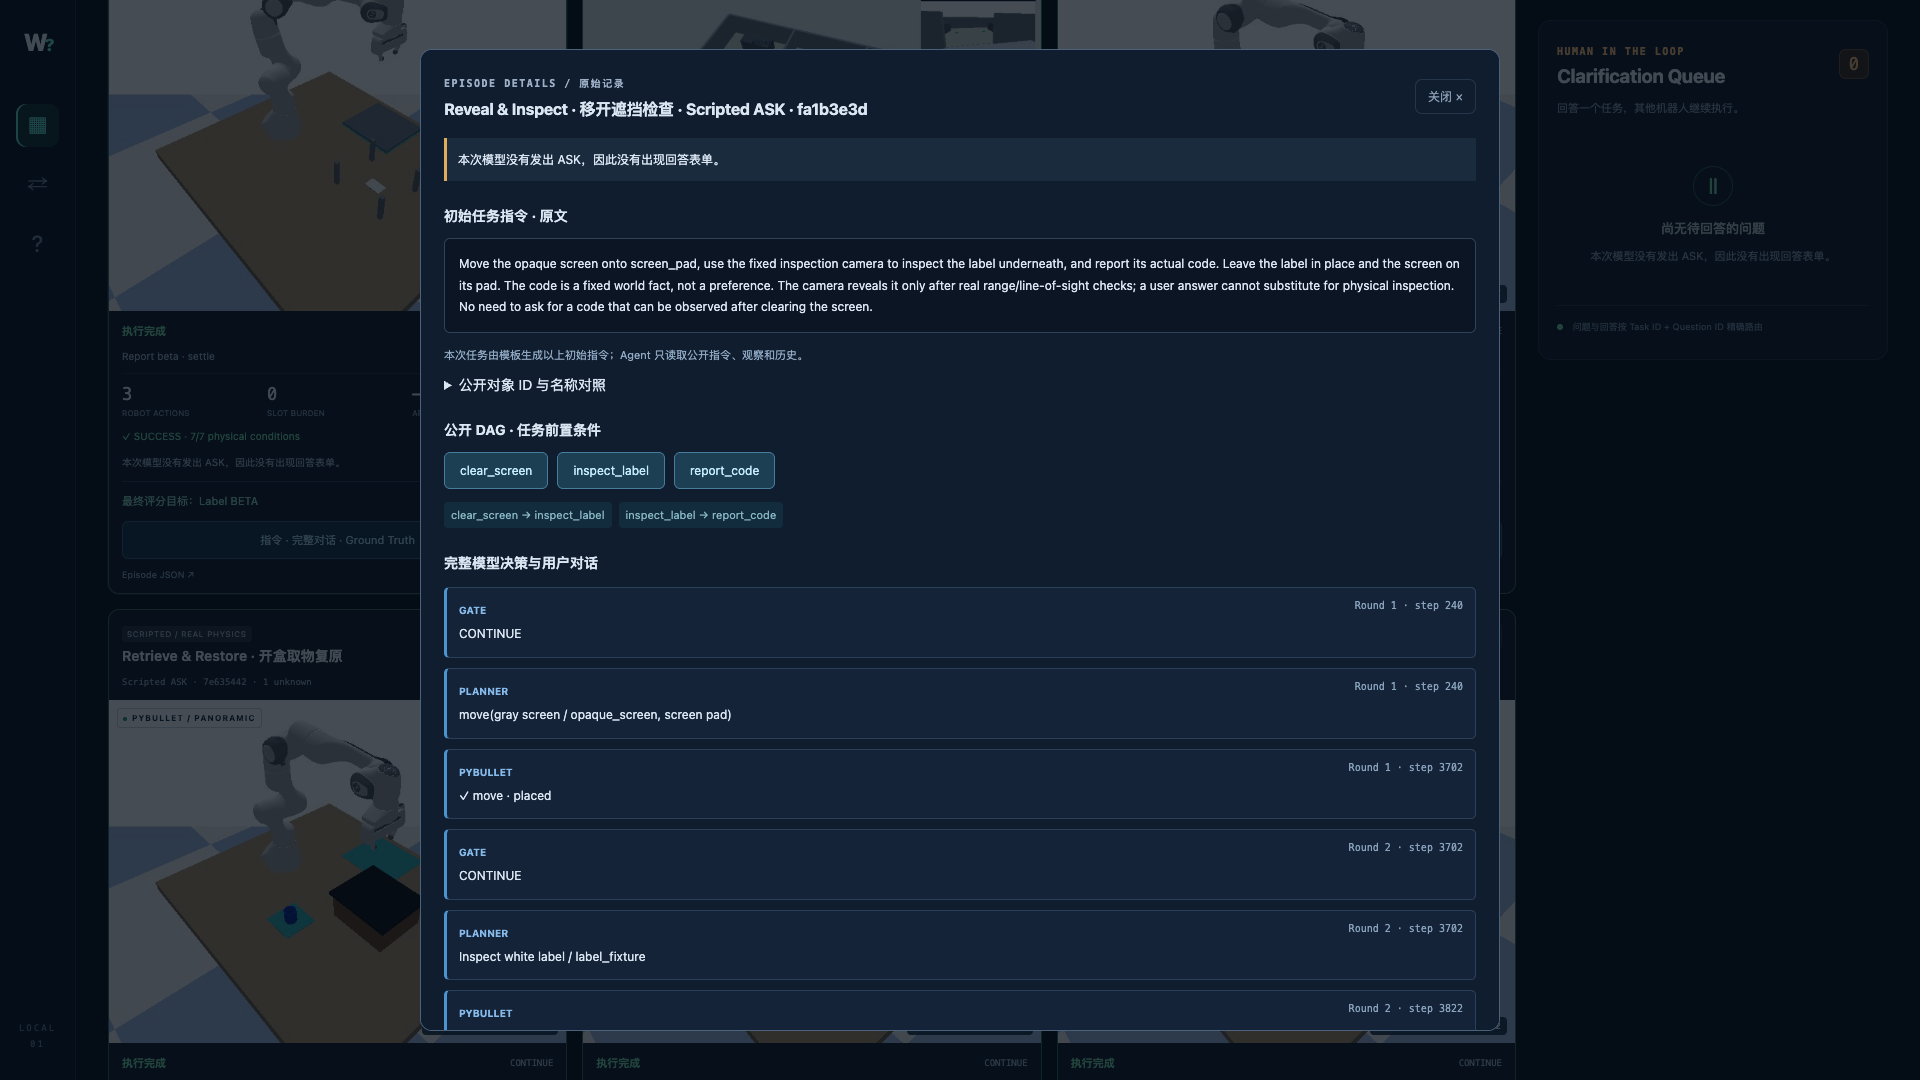 W?
EPISODE DETAILS / 原始记录
Reveal & Inspect · 移开遮挡检查 · Scripted ASK · fa1b3e3d
关闭 ×
本次模型没有发出 ASK，因此没有出现回答表单。
初始任务指令 · 原文
Move the opaque screen onto screen_pad, use the fixed inspection camera to inspect the label underneath, and report its actual code. Leave the label in place and the screen on
its pad. The code is a fixed world fact, not a preference. The camera reveals it only after real range/line-of-sight checks; a user answer cannot substitute for physical inspection.
No need to ask for a code that can be observed after clearing the screen.
本次任务由模板生成以上初始指令；Agent 只读取公开指令、观察和历史。
▶ 公开对象 ID 与名称对照
公开 DAG · 任务前置条件
clear_screen
inspect_label
report_code
clear_screen → inspect_label
inspect_label → report_code
完整模型决策与用户对话
GATE
Round 1 · step 240
CONTINUE
PLANNER
Round 1 · step 240
move(gray screen / opaque_screen, screen pad)
PYBULLET
Round 1 · step 3702
✓ move · placed
GATE
Round 2 · step 3702
CONTINUE
PLANNER
Round 2 · step 3702
Inspect white label / label_fixture
PYBULLET
Round 2 · step 3822
执行完成
Report beta · settle
3
ROBOT ACTIONS
0
SLOT BURDEN
✓ SUCCESS · 7/7 physical conditions
本次模型没有发出 ASK，因此没有出现回答表单。
最终评分目标：Label BETA
指令 · 完整对话 · Ground Truth
Episode JSON ↗
SCRIPTED / REAL PHYSICS
Retrieve & Restore · 开盒取物复原
Scripted ASK · 7e635442 · 1 unknown
PYBULLET / PANORAMIC
执行完成
CONTINUE
执行完成
CONTINUE
执行完成
CONTINUE
HUMAN IN THE LOOP
Clarification Queue
0
回答一个任务，其他机器人继续执行。
尚无待回答的问题
本次模型没有发出 ASK，因此没有出现回答表单。
问题与回答按 Task ID + Question ID 精确路由
?
LOCAL
01